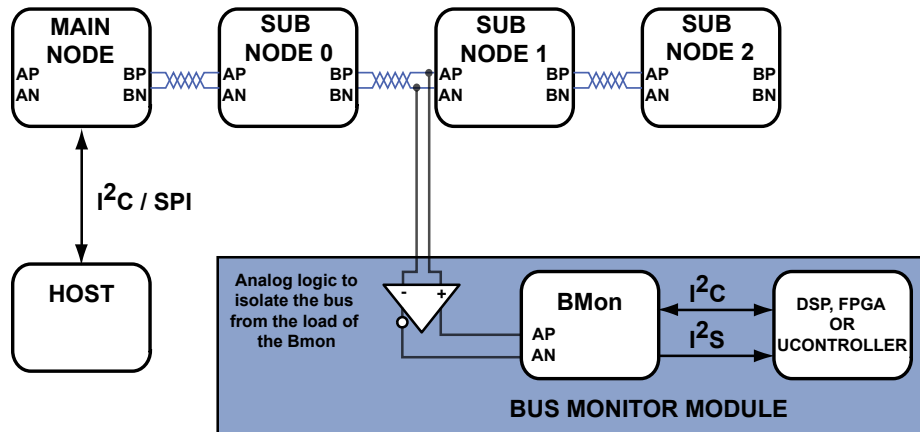 MAIN
NODE
AP
AN
BP
BN
SUB
NODE 0
AP
AN
BP
BN
SUB
NODE 1
AP
AN
BP
BN
SUB
NODE 2
AP
AN
BP
BN
I²C / SPI
HOST
Analog logic to
isolate the bus
from the load of
the Bmon
- +
BMon
AP
AN
I²C
I²S
DSP, FPGA
OR
UCONTROLLER
BUS MONITOR MODULE